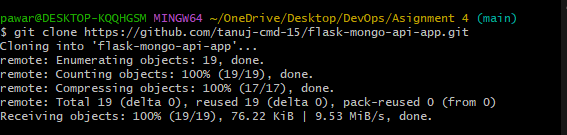 pawar@DESKTOP-KQQHGSM MINGW64 ~/OneDrive/Desktop/DevOps/Asignment 4 (main)
$ git clone https://github.com/tanuj-cmd-15/flask-mongo-api-app.git
Cloning into 'flask-mongo-api-app'...
remote: Enumerating objects: 19, done.
remote: Counting objects: 100% (19/19), done.
remote: Compressing objects: 100% (17/17), done.
remote: Total 19 (delta 0), reused 19 (delta 0), pack-reused 0 (from 0)
Receiving objects: 100% (19/19), 76.22 KiB | 9.53 MiB/s, done.